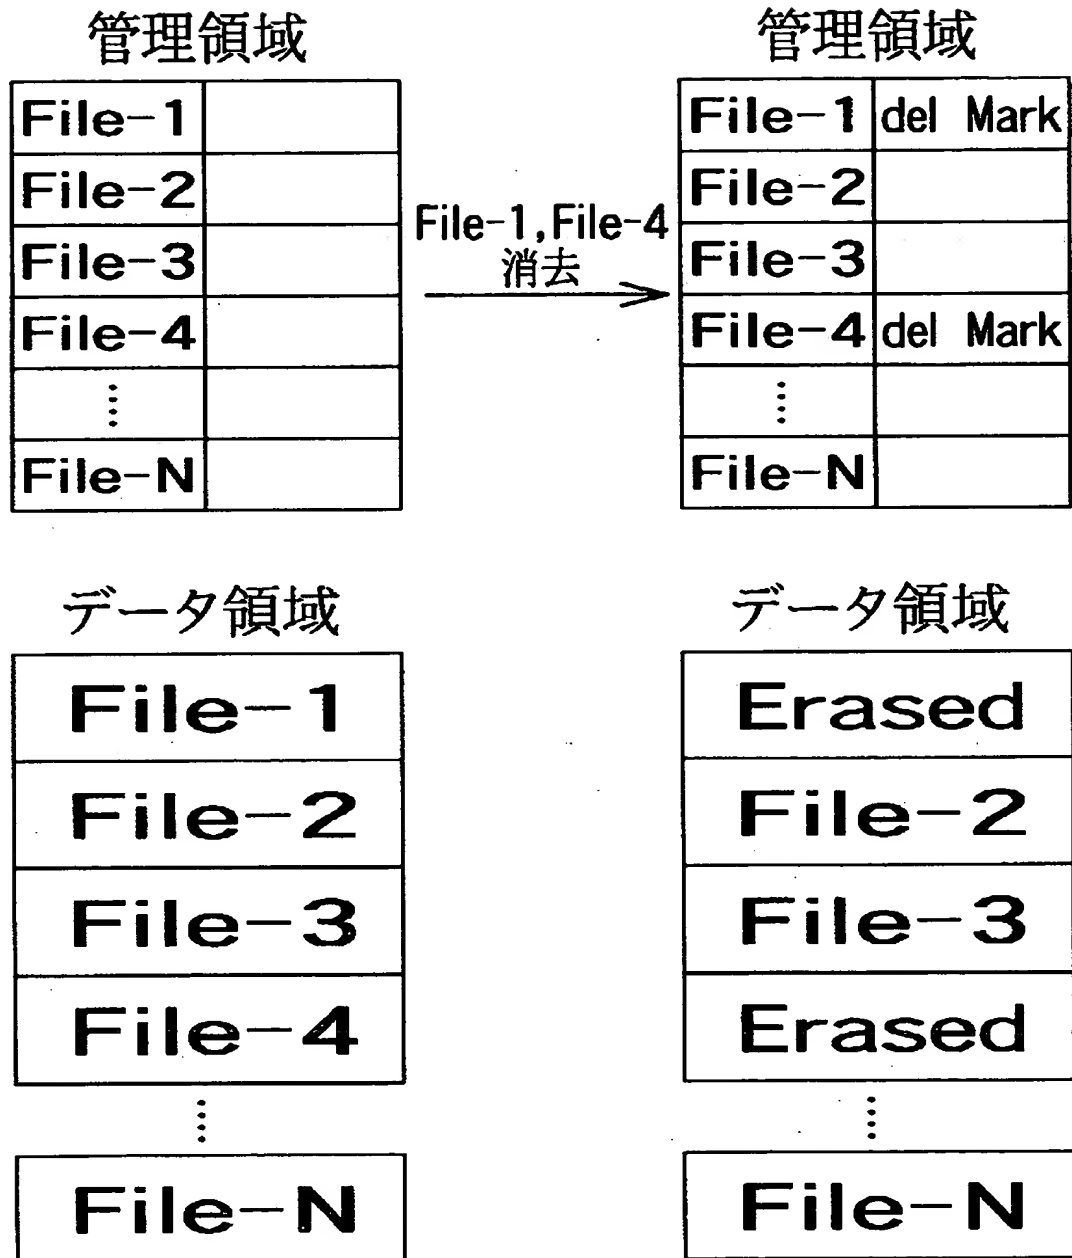 管理領域
File-1
File-2
File-3
File-4
File-N
File-1,File-4
消去
管理領域
File-1 del Mark
File-2
File-3
File-4 del Mark
File-N
データ領域
File-1
File-2
File-3
File-4
File-N
データ領域
Erased
File-2
File-3
Erased
File-N